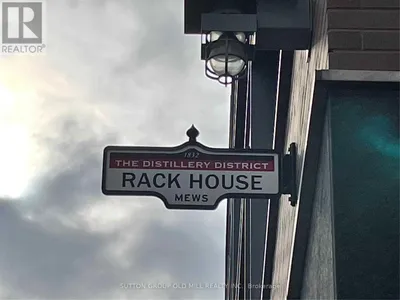 REALTOR®
1832
THE DISTILLERY DISTRICT
RACK HOUSE
MEWS
SUTTON GROUP OLD MILL REALTY INC., Brokerage